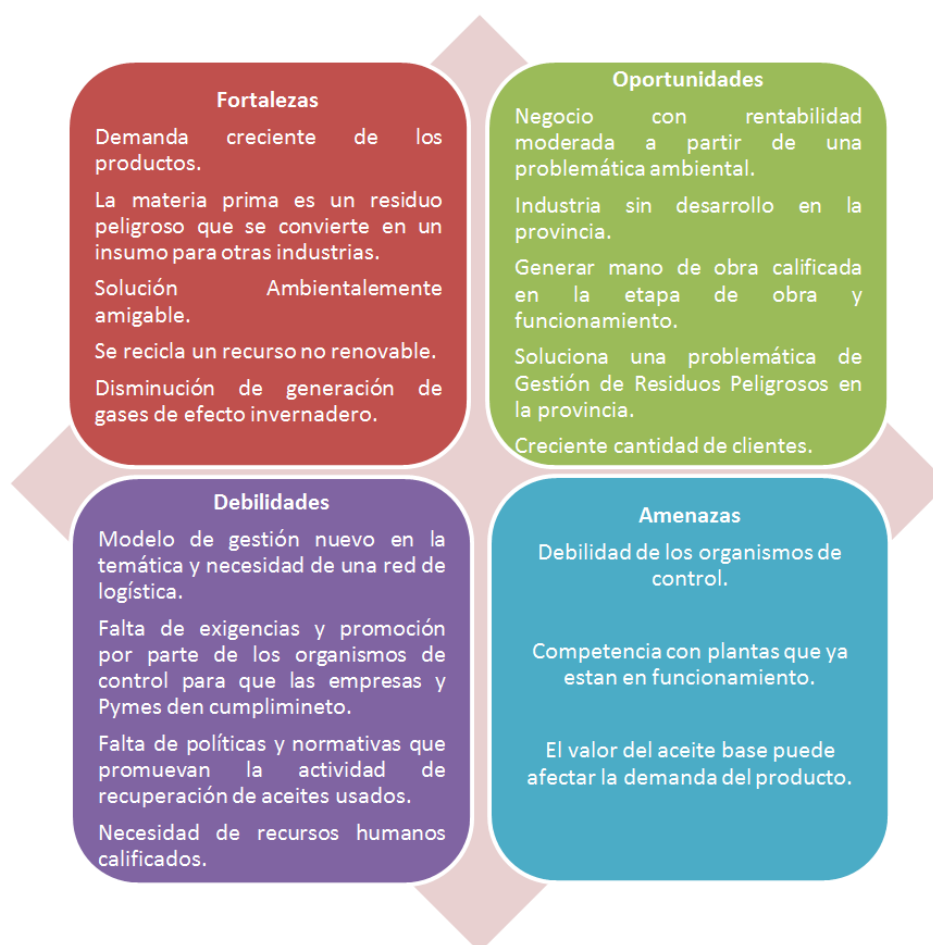 Fortalezas
Demanda creciente de los
productos.
La materia prima es un residuo
peligroso que se convierte en un
insumo para otras industrias.
Solución Ambientalemente
amigable.
Se recicla un recurso no renovable.
Disminución de generación de
gases de efecto invernadero.
Oportunidades
Negocio con rentabilidad
moderada a partir de una
problemática ambiental.
Industria sin desarrollo en la
provincia.
Generar mano de obra calificada
en la etapa de obra y
funcionamiento.
Soluciona una problemática de
Gestión de Residuos Peligrosos en
la provincia.
Creciente cantidad de clientes.
Debilidades
Modelo de gestión nuevo en la
temática y necesidad de una red de
logística.
Falta de exigencias y promoción
por parte de los organismos de
control para que las empresas y
Pymes den cumplimineto.
Falta de políticas y normativas que
promuevan la actividad de
recuperación de aceites usados.
Necesidad de recursos humanos
calificados.
Amenazas
Debilidad de los organismos de
control.
Competencia con plantas que ya
estan en funcionamiento.
El valor del aceite base puede
afectar la demanda del producto.